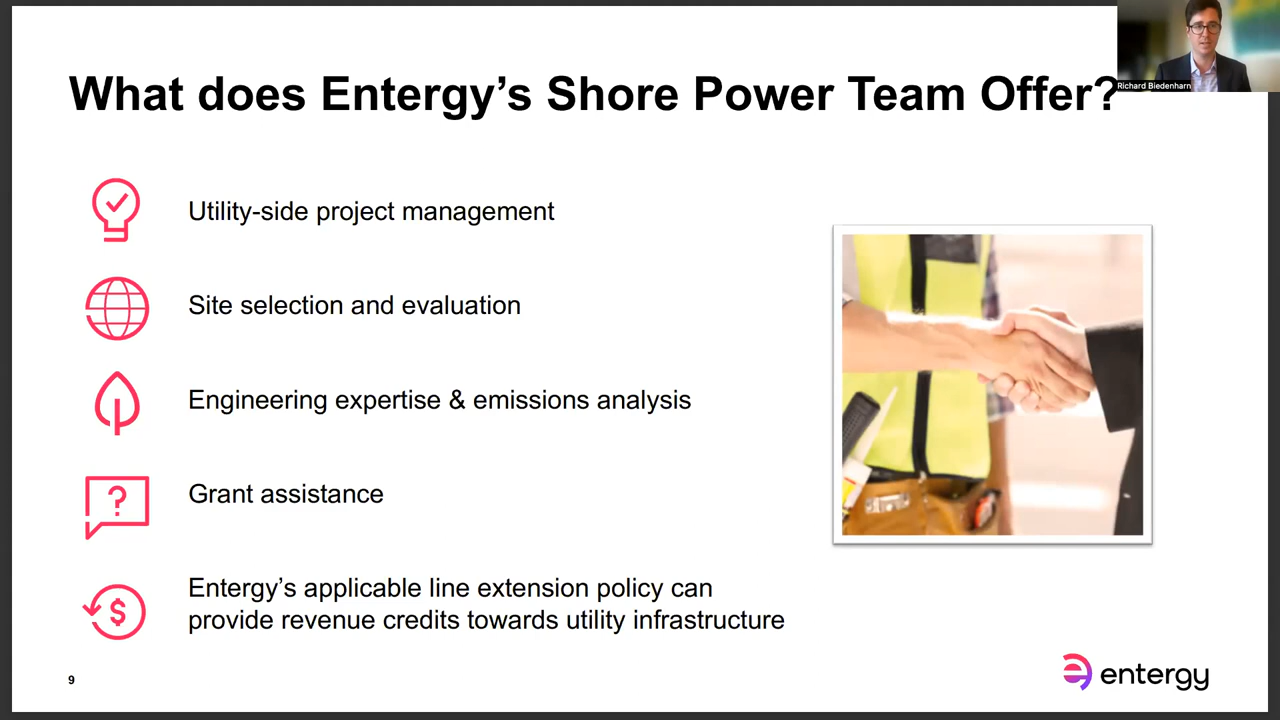 What does Entergy’s Shore Power Team Offer?
Richard Biedenharn
Utility-side project management
Site selection and evaluation
Engineering expertise & emissions analysis
?
Grant assistance
$
Entergy’s applicable line extension policy can
provide revenue credits towards utility infrastructure
9
entergy